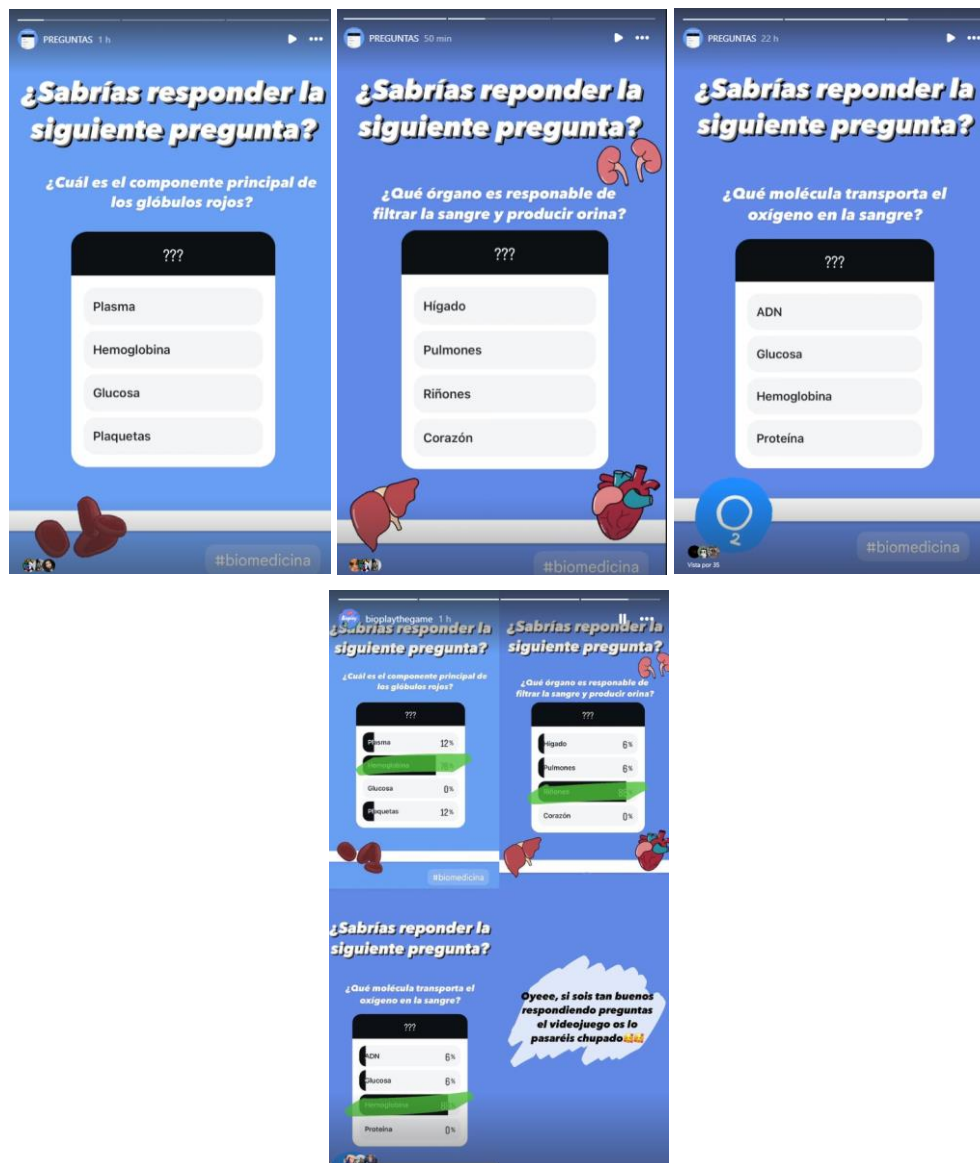 PREGUNTAS 1 h
¿Sabrías responder la
siguiente pregunta?
¿Cuál es el componente principal de
los glóbulos rojos?
???
Plasma
Hemoglobina
Glucosa
Plaquetas
#biomedicina
PREGUNTAS 50 min
¿Sabrías reponder la
siguiente pregunta?
¿Qué órgano es responable de
filtrar la sangre y producir orina?
???
Hígado
Pulmones
Riñones
Corazón
#biomedicina
PREGUNTAS 22 h
¿Sabrías reponder la
siguiente pregunta?
¿Qué molécula transporta el
oxígeno en la sangre?
???
ADN
Glucosa
Hemoglobina
Proteína
O2
#biomedicina
Vista por 35
bioplaythegame 1 h
¿Sabrías responder la
siguiente pregunta?
¿Cuál es el componente principal de
los glóbulos rojos?
???
Plasma 12%
Hemoglobina 76%
Glucosa 0%
Plaquetas 12%
#biomedicina
¿Sabrías reponder la
siguiente pregunta?
¿Qué órgano es responable de
filtrar la sangre y producir orina?
???
Hígado 6%
Pulmones 6%
Riñones
Corazón 0%
¿Sabrías reponder la
siguiente pregunta?
¿Qué molécula transporta el
oxígeno en la sangre?
???
ADN 6%
Glucosa 6%
Hemoglobina
Proteína 0%
Oyeee, si sois tan buenos
respondiendo preguntas
el videojuego os lo
pasaréis chupado🥰🥰